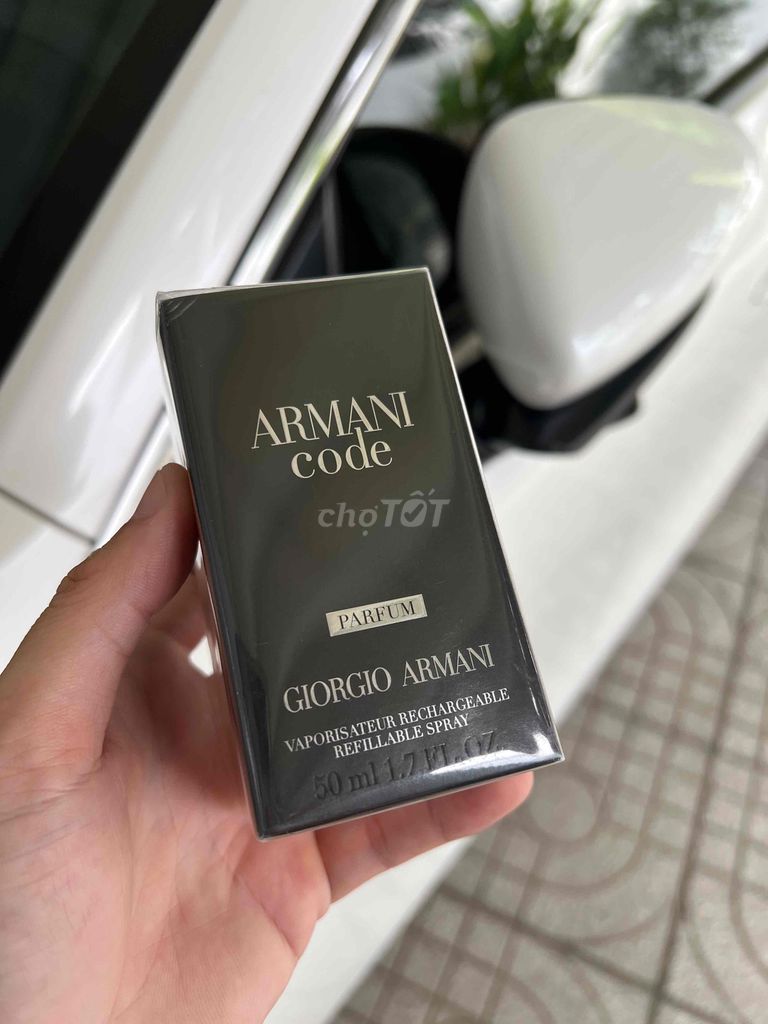 ARMANI
code
chợTỐT
PARFUM
GIORGIO ARMANI
VAPORISATEUR RECHARGEABLE
REFILLABLE SPRAY
50 ml 1.7 FL. OZ.